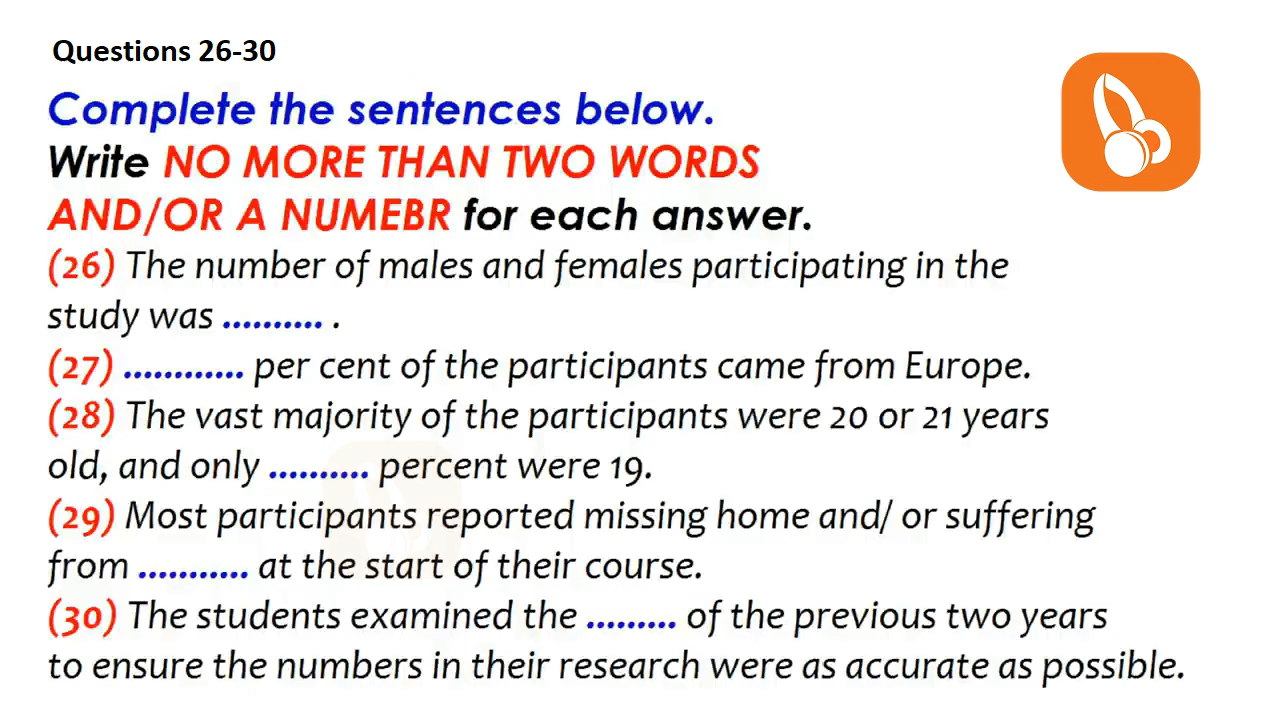 Questions 26-30
Complete the sentences below.
Write NO MORE THAN TWO WORDS
AND/OR A NUMEBR for each answer.
(26) The number of males and females participating in the
study was .......... .
(27) ............ per cent of the participants came from Europe.
(28) The vast majority of the participants were 20 or 21 years
old, and only .......... percent were 19.
(29) Most participants reported missing home and/ or suffering
from ........... at the start of their course.
(30) The students examined the ......... of the previous two years
to ensure the numbers in their research were as accurate as possible.